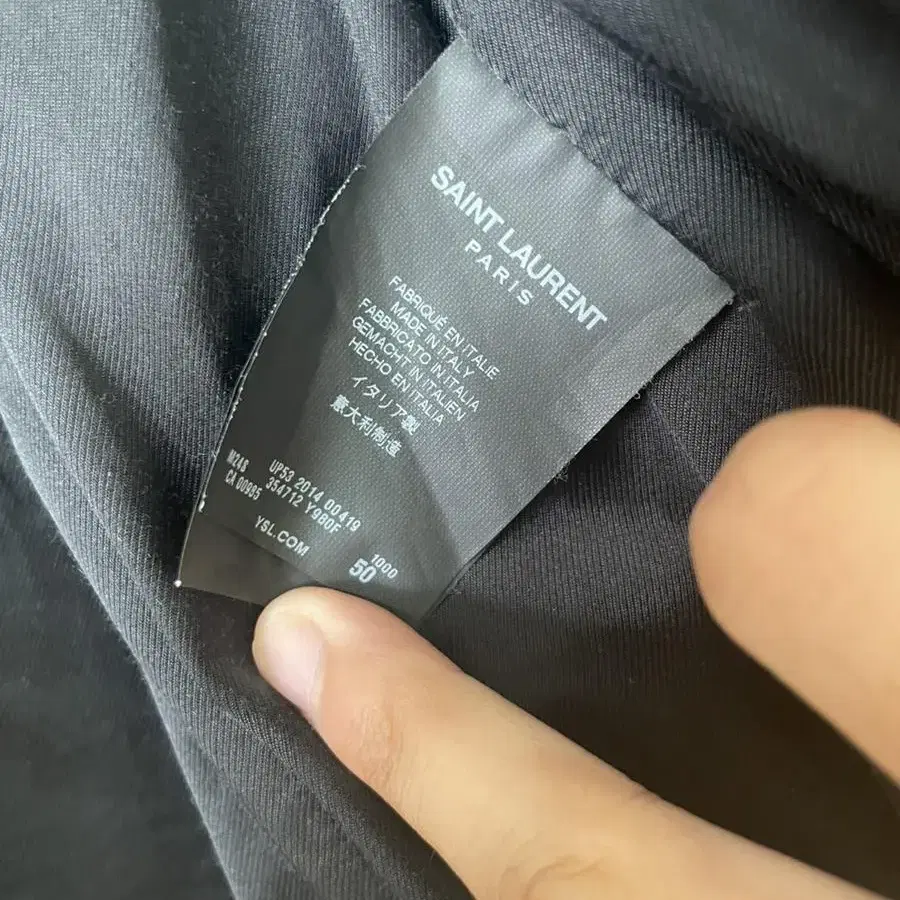 SAINT LAURENT
PARIS
FABRIQUÉ EN ITALIE
MADE IN ITALY
FABBRICATO IN ITALIA
GEMACHT IN ITALIEN
HECHO EN ITALIA
イタリア製
意大利制造
M24S UP53 2014 00419
CA 00985 354712 Y980F
YSL.COM
1000
50